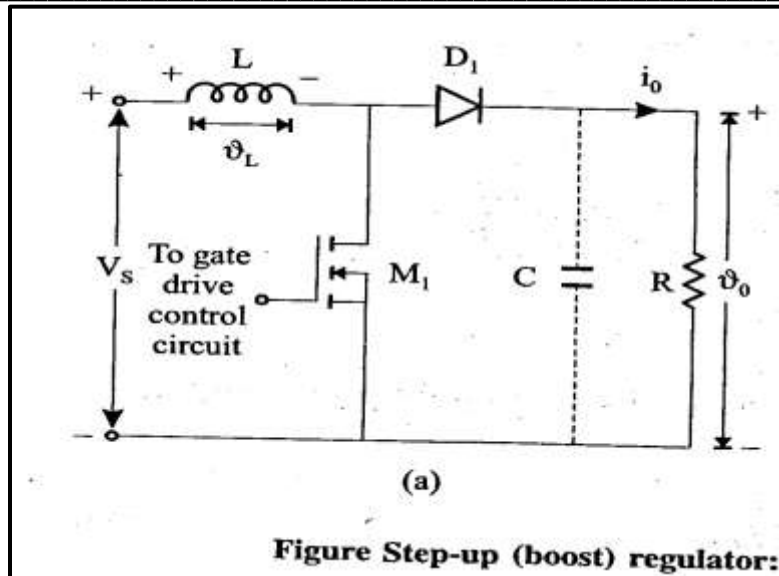 L
D1
+ -
i0
+ +
ϑL
To gate
drive
control
circuit
VS
M1
C
R
ϑ0
- -
(a)
Figure Step-up (boost) regulator: